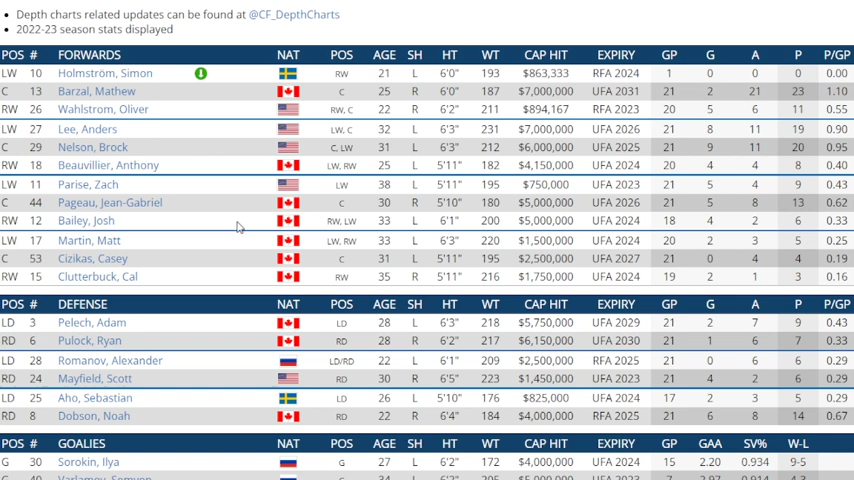 Depth charts related updates can be found at @CF_DepthCharts
2022-23 season stats displayed
POS # FORWARDS NAT POS AGE SH HT WT CAP HIT EXPIRY GP G A P P/GP
LW 10 Holmström, Simon RW 21 L 6'0" 193 $863,333 RFA 2024 1 0 0 0 0.00
C 13 Barzal, Mathew C 25 R 6'0" 187 $7,000,000 UFA 2031 21 2 21 23 1.10
RW 26 Wahlstrom, Oliver RW, C 22 R 6'2" 211 $894,167 RFA 2023 20 5 6 11 0.55
LW 27 Lee, Anders LW, C 32 L 6'3" 231 $7,000,000 UFA 2026 21 8 11 19 0.90
C 29 Nelson, Brock C, LW 31 L 6'3" 212 $6,000,000 UFA 2025 21 9 11 20 0.95
RW 18 Beauvillier, Anthony LW, RW 25 L 5'11" 182 $4,150,000 UFA 2024 20 4 4 8 0.40
LW 11 Parise, Zach LW 38 L 5'11" 195 $750,000 UFA 2023 21 5 4 9 0.43
C 44 Pageau, Jean-Gabriel C 30 R 5'10" 180 $5,000,000 UFA 2026 21 5 8 13 0.62
RW 12 Bailey, Josh RW, LW 33 L 6'1" 200 $5,000,000 UFA 2024 18 4 2 6 0.33
LW 17 Martin, Matt LW, RW 33 L 6'3" 220 $1,500,000 UFA 2024 20 2 3 5 0.25
C 53 Cizikas, Casey C 31 L 5'11" 195 $2,500,000 UFA 2027 21 0 4 4 0.19
RW 15 Clutterbuck, Cal RW 35 R 5'11" 216 $1,750,000 UFA 2024 19 2 1 3 0.16
POS # DEFENSE NAT POS AGE SH HT WT CAP HIT EXPIRY GP G A P P/GP
LD 3 Pelech, Adam LD 28 L 6'3" 218 $5,750,000 UFA 2029 21 2 7 9 0.43
RD 6 Pulock, Ryan RD 28 R 6'2" 217 $6,150,000 UFA 2030 21 1 6 7 0.33
LD 28 Romanov, Alexander LD/RD 22 L 6'1" 209 $2,500,000 RFA 2025 21 0 6 6 0.29
RD 24 Mayfield, Scott RD 30 R 6'5" 223 $1,450,000 UFA 2023 21 4 2 6 0.29
LD 25 Aho, Sebastian LD 26 L 5'10" 176 $825,000 UFA 2024 17 2 3 5 0.29
RD 8 Dobson, Noah RD 22 R 6'4" 184 $4,000,000 RFA 2025 21 6 8 14 0.67
POS # GOALIES NAT POS AGE SH HT WT CAP HIT EXPIRY GP GAA SV% W-L
G 30 Sorokin, Ilya G 27 L 6'2" 172 $4,000,000 UFA 2024 15 2.20 0.934 9-5